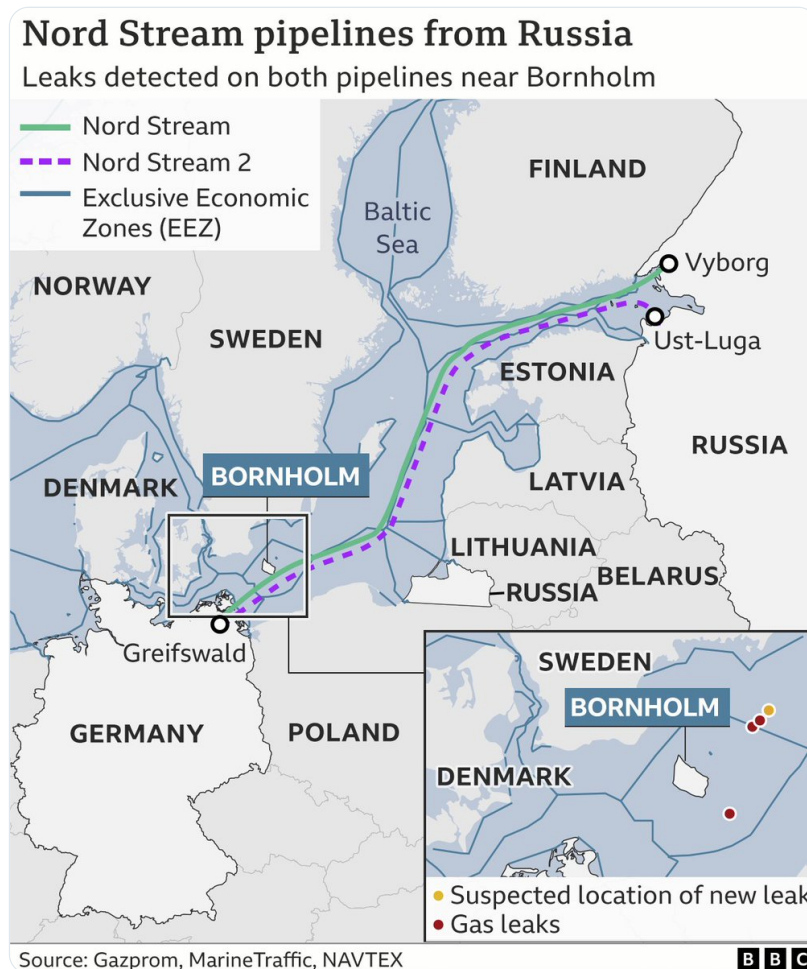 Nord Stream pipelines from Russia
Leaks detected on both pipelines near Bornholm
Nord Stream
Nord Stream 2
Exclusive Economic
Zones (EEZ)
FINLAND
Baltic
Sea
Vyborg
NORWAY
SWEDEN
Ust-Luga
ESTONIA
RUSSIA
BORNHOLM
LATVIA
DENMARK
LITHUANIA
RUSSIA
BELARUS
Greifswald
GERMANY
POLAND
SWEDEN
BORNHOLM
DENMARK
Suspected location of new leak
Gas leaks
Source: Gazprom, MarineTraffic, NAVTEX
BBC